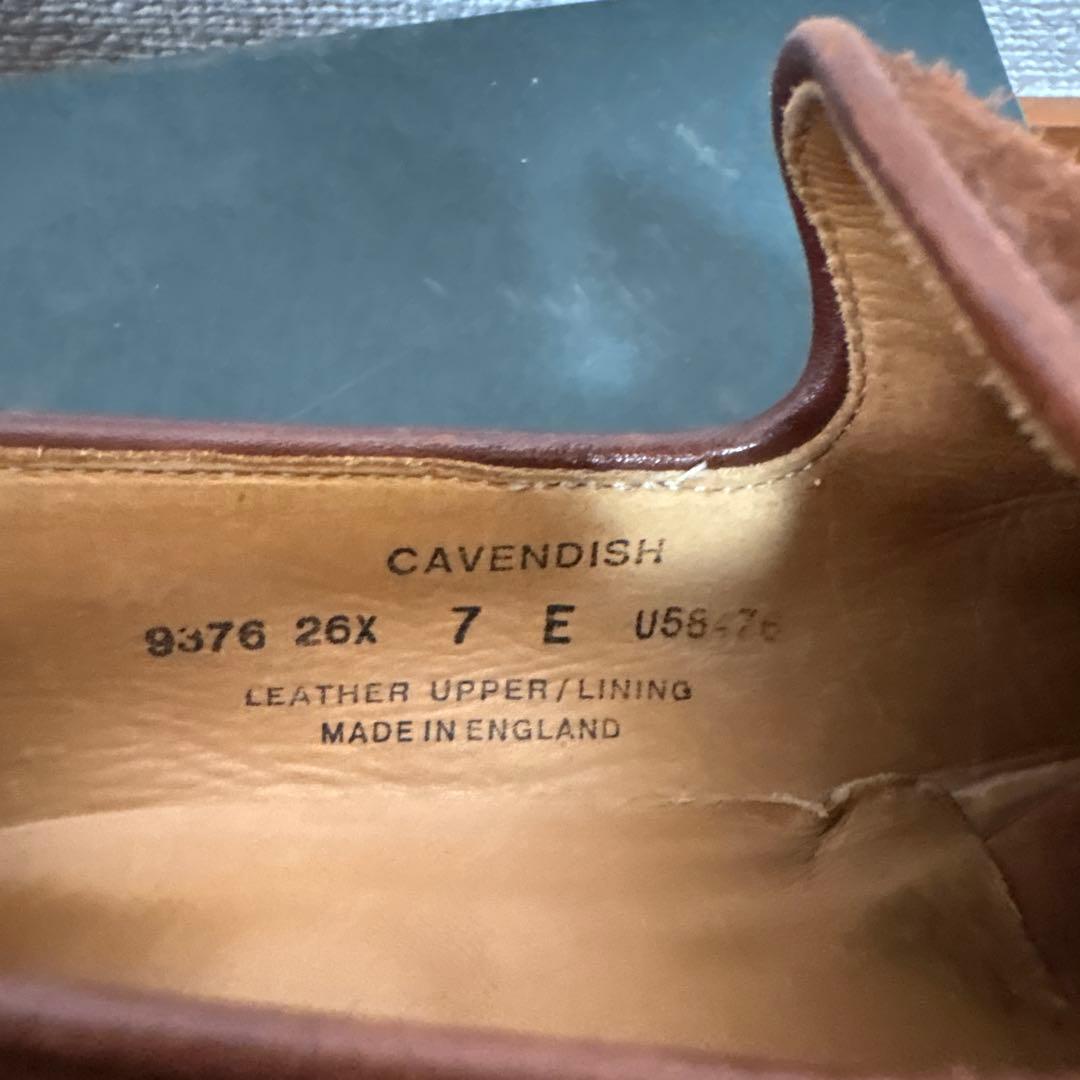 CAVENDISH
9376 26X 7 E
LEATHER UPPER/LINING
MADE IN ENGLAND